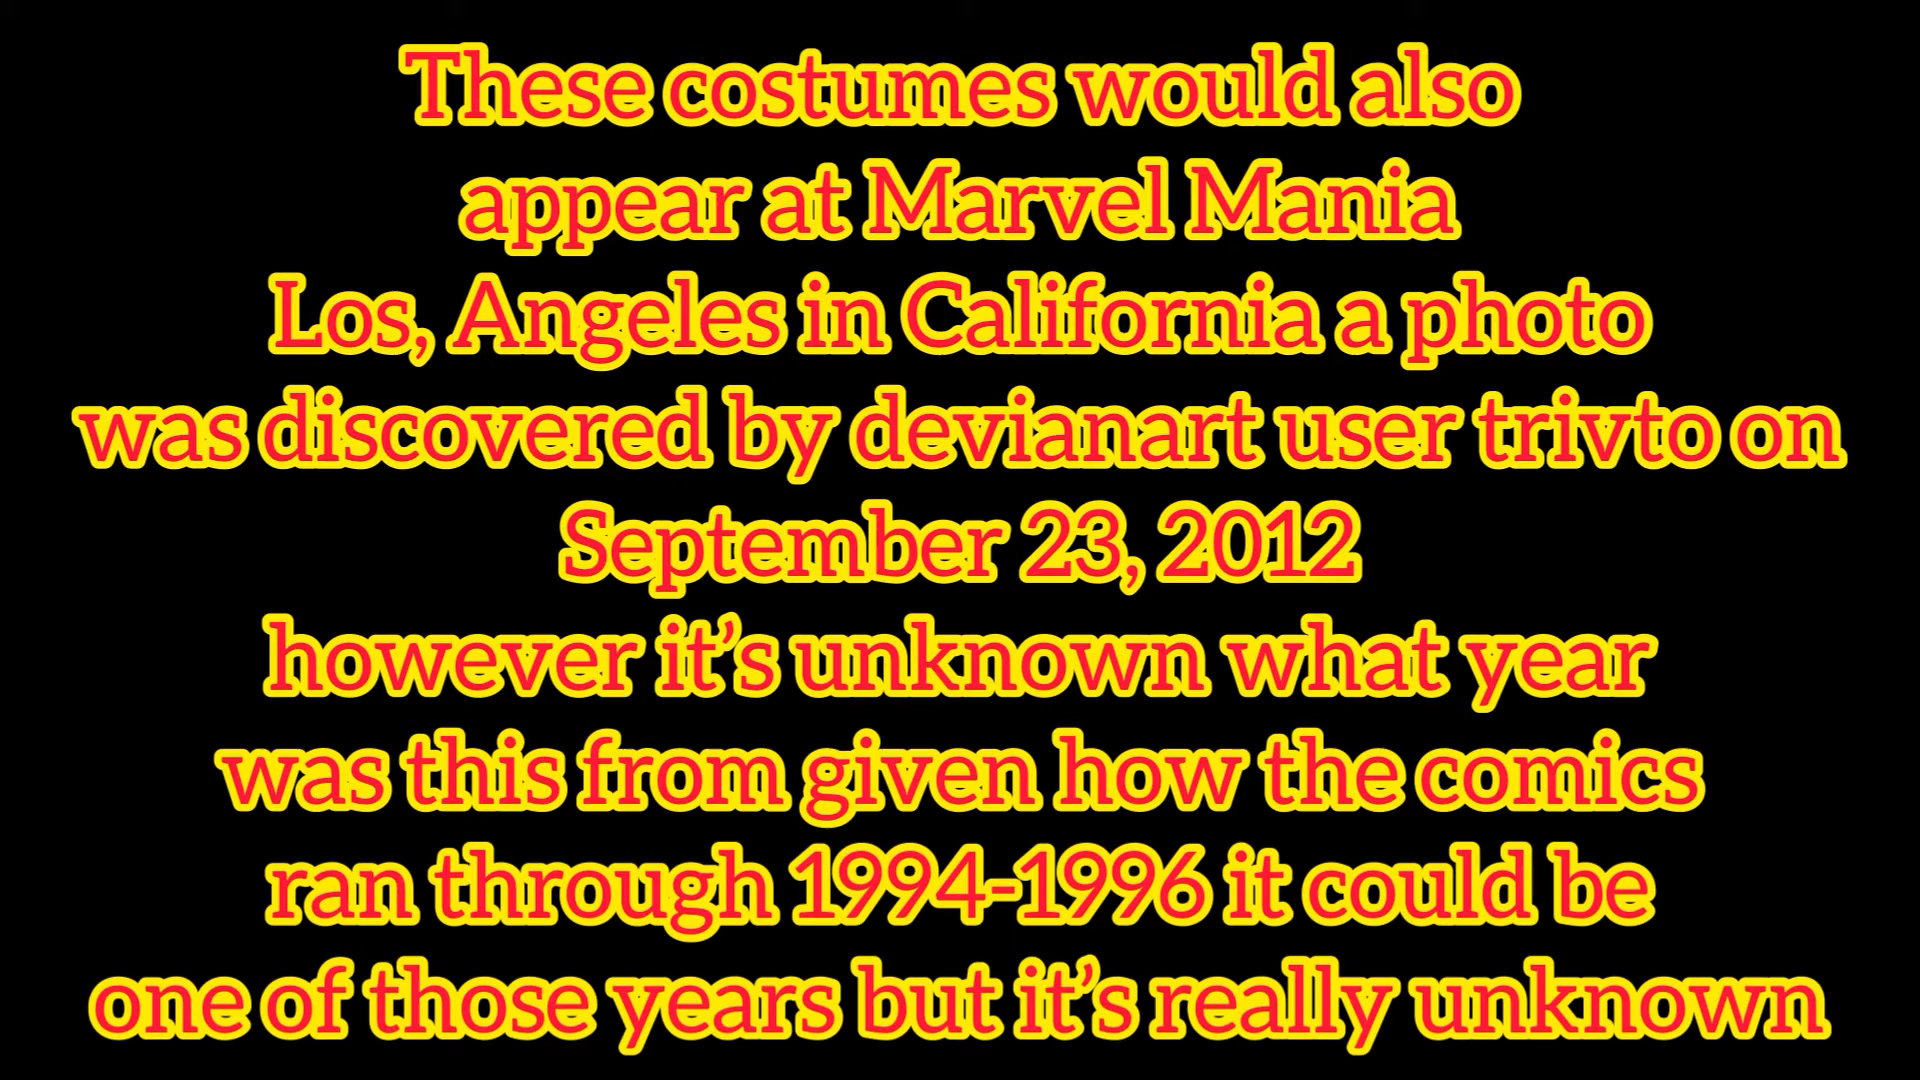 These costumes would also
appear at Marvel Mania
Los, Angeles in California a photo
was discovered by devianart user trivto on
September 23, 2012
however it’s unknown what year
was this from given how the comics
ran through 1994-1996 it could be
one of those years but it’s really unknown